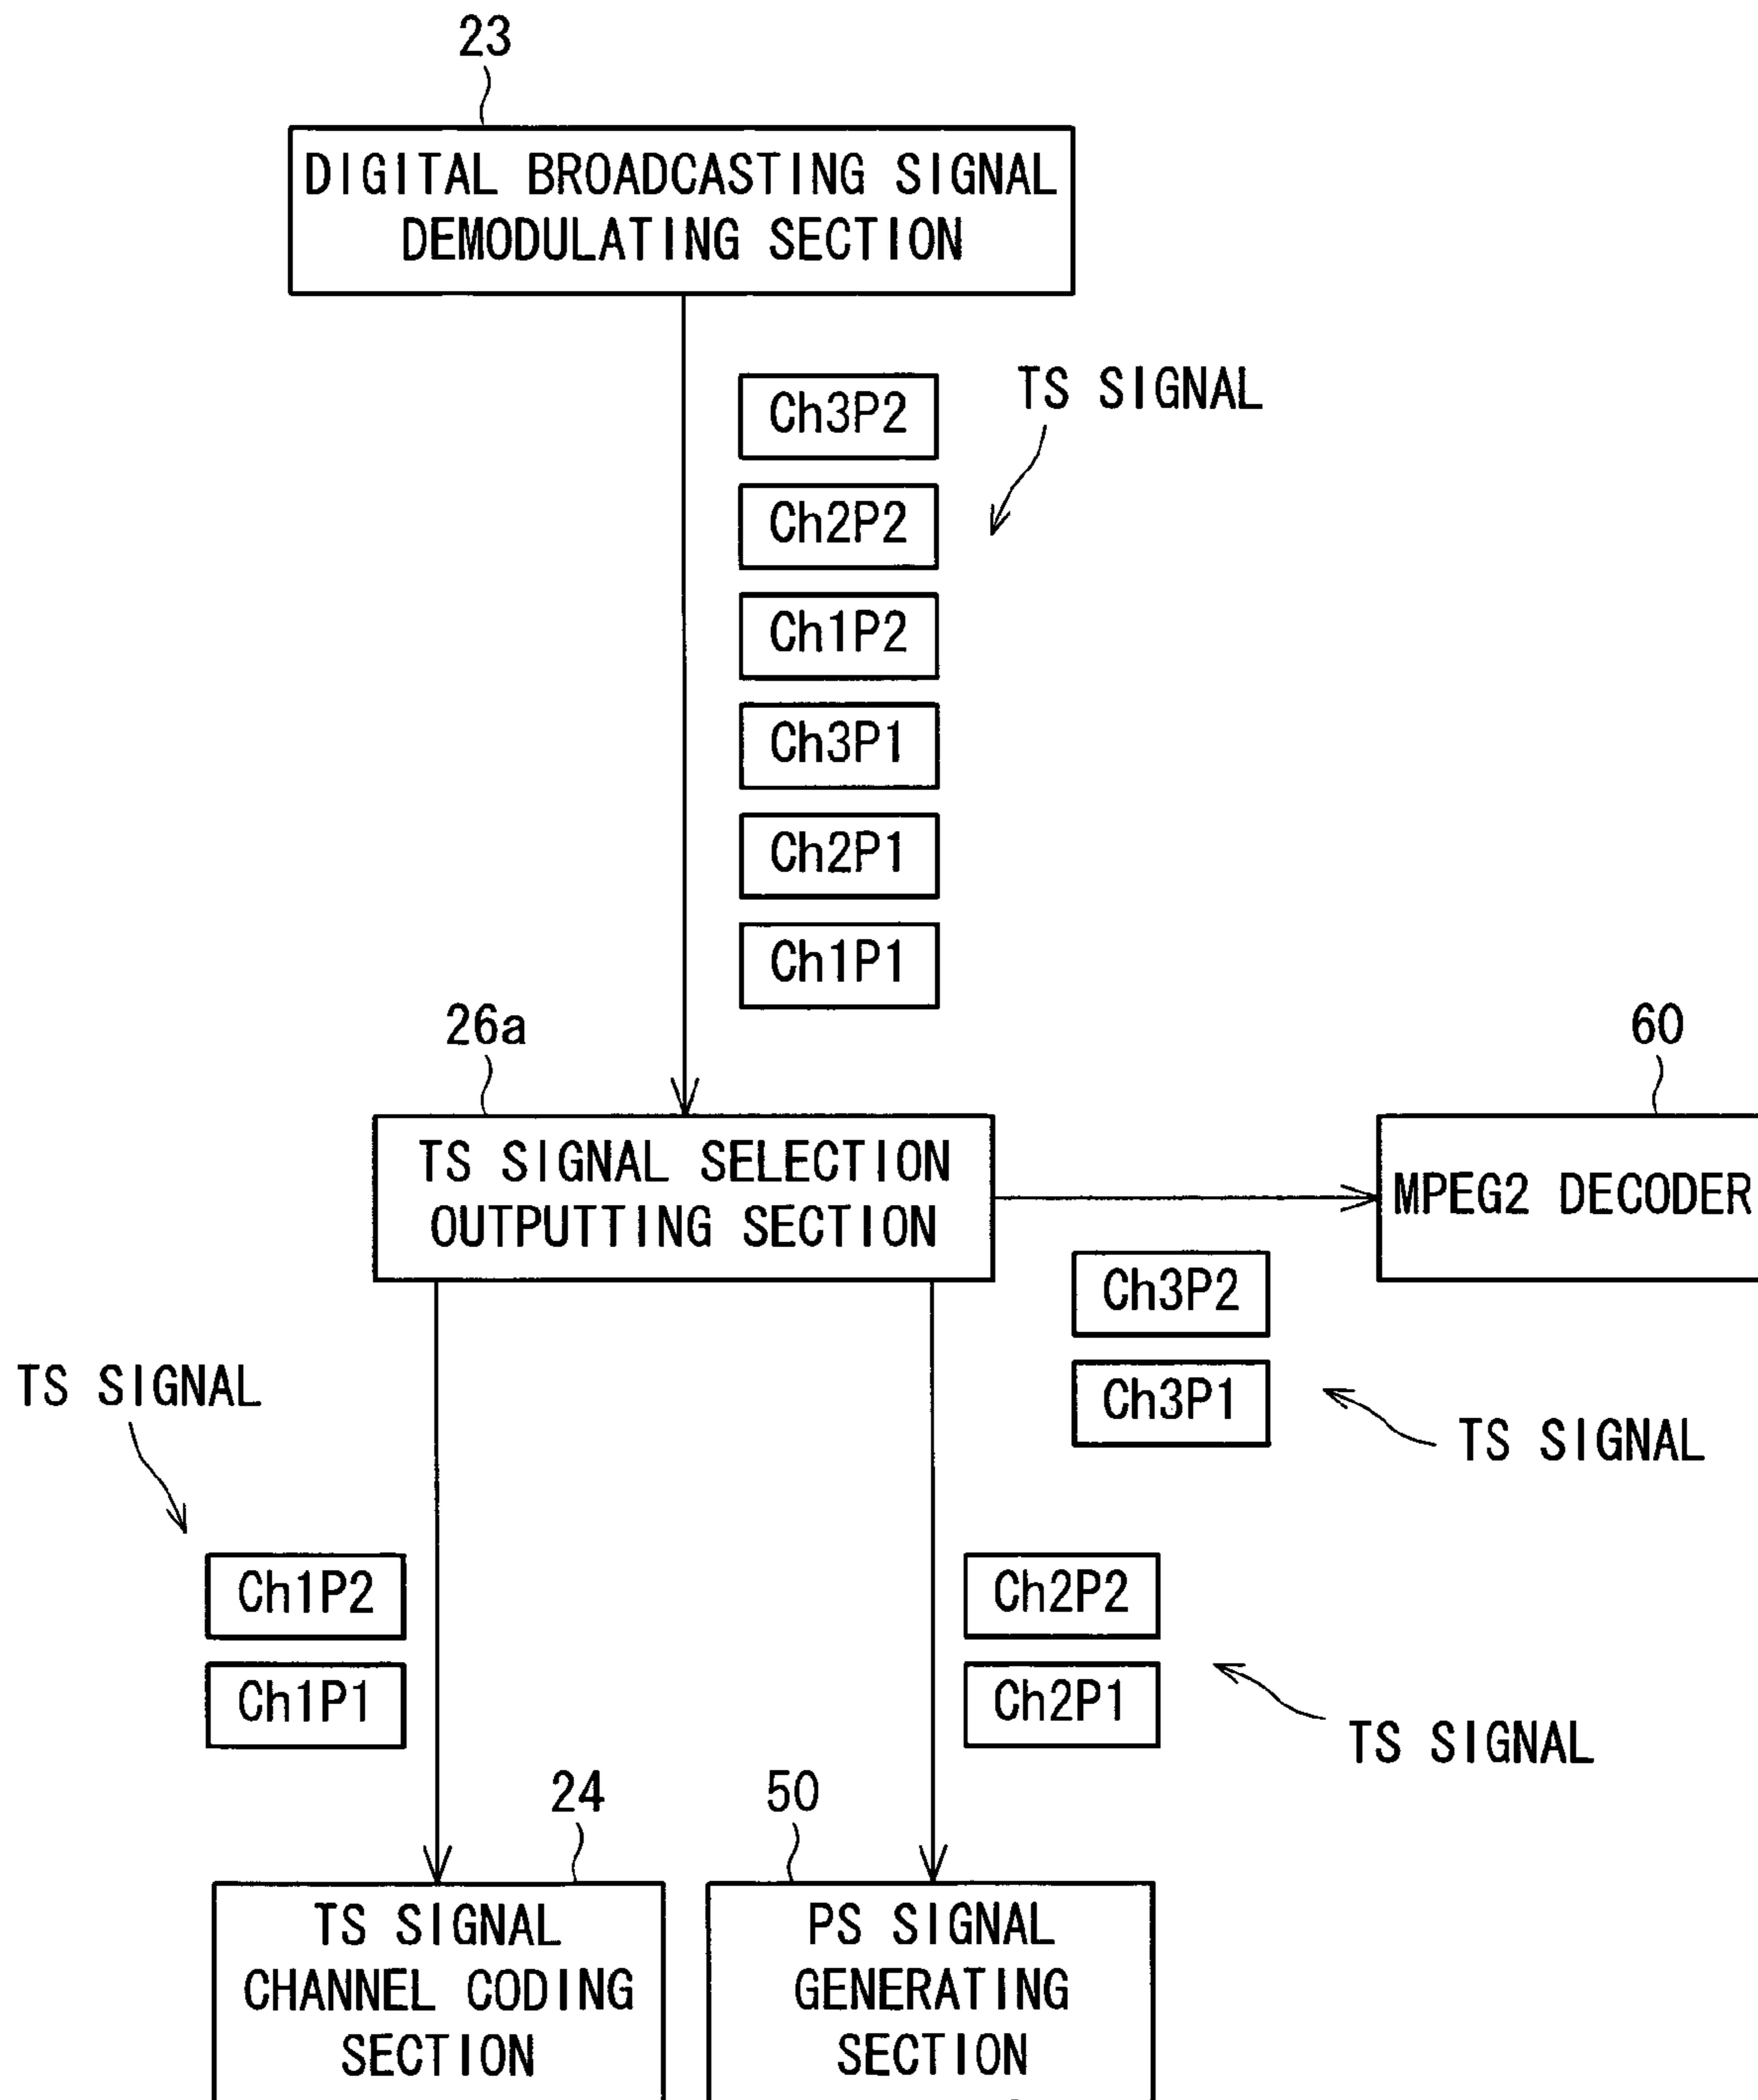 23
DIGITAL BROADCASTING SIGNAL
DEMODULATING SECTION
Ch3P2
TS SIGNAL
Ch2P2
Ch1P2
Ch3P1
Ch2P1
Ch1P1
26a
60
TS SIGNAL SELECTION
OUTPUTTING SECTION
MPEG2 DECODER
Ch3P2
Ch3P1
TS SIGNAL
TS SIGNAL
Ch1P2
Ch1P1
Ch2P2
Ch2P1
TS SIGNAL
24
50
TS SIGNAL
CHANNEL CODING
SECTION
PS SIGNAL
GENERATING
SECTION